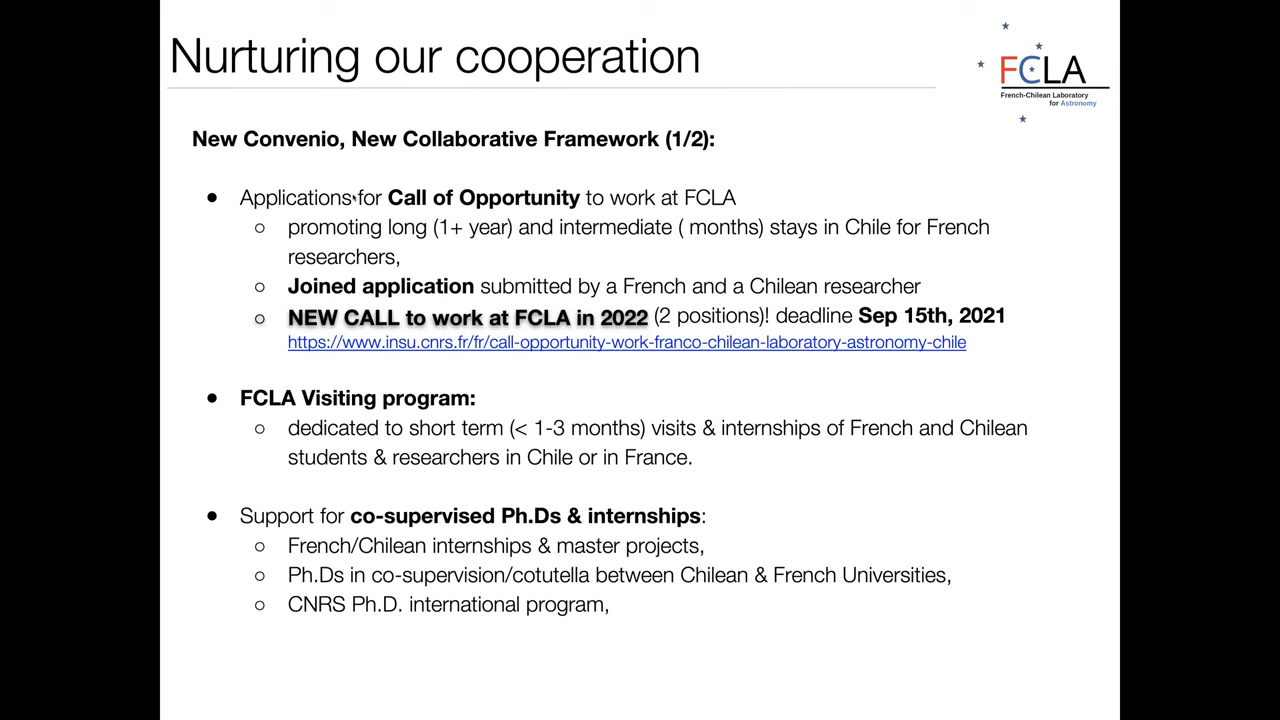 Nurturing our cooperation
FCLA
French-Chilean Laboratory
for Astronomy
New Convenio, New Collaborative Framework (1/2):
● Applications for Call of Opportunity to work at FCLA
○ promoting long (1+ year) and intermediate ( months) stays in Chile for French
researchers,
○ Joined application submitted by a French and a Chilean researcher
○ NEW CALL to work at FCLA in 2022 (2 positions)! deadline Sep 15th, 2021
https://www.insu.cnrs.fr/fr/call-opportunity-work-franco-chilean-laboratory-astronomy-chile
● FCLA Visiting program:
○ dedicated to short term (< 1-3 months) visits & internships of French and Chilean
students & researchers in Chile or in France.
● Support for co-supervised Ph.Ds & internships:
○ French/Chilean internships & master projects,
○ Ph.Ds in co-supervision/cotutella between Chilean & French Universities,
○ CNRS Ph.D. international program,